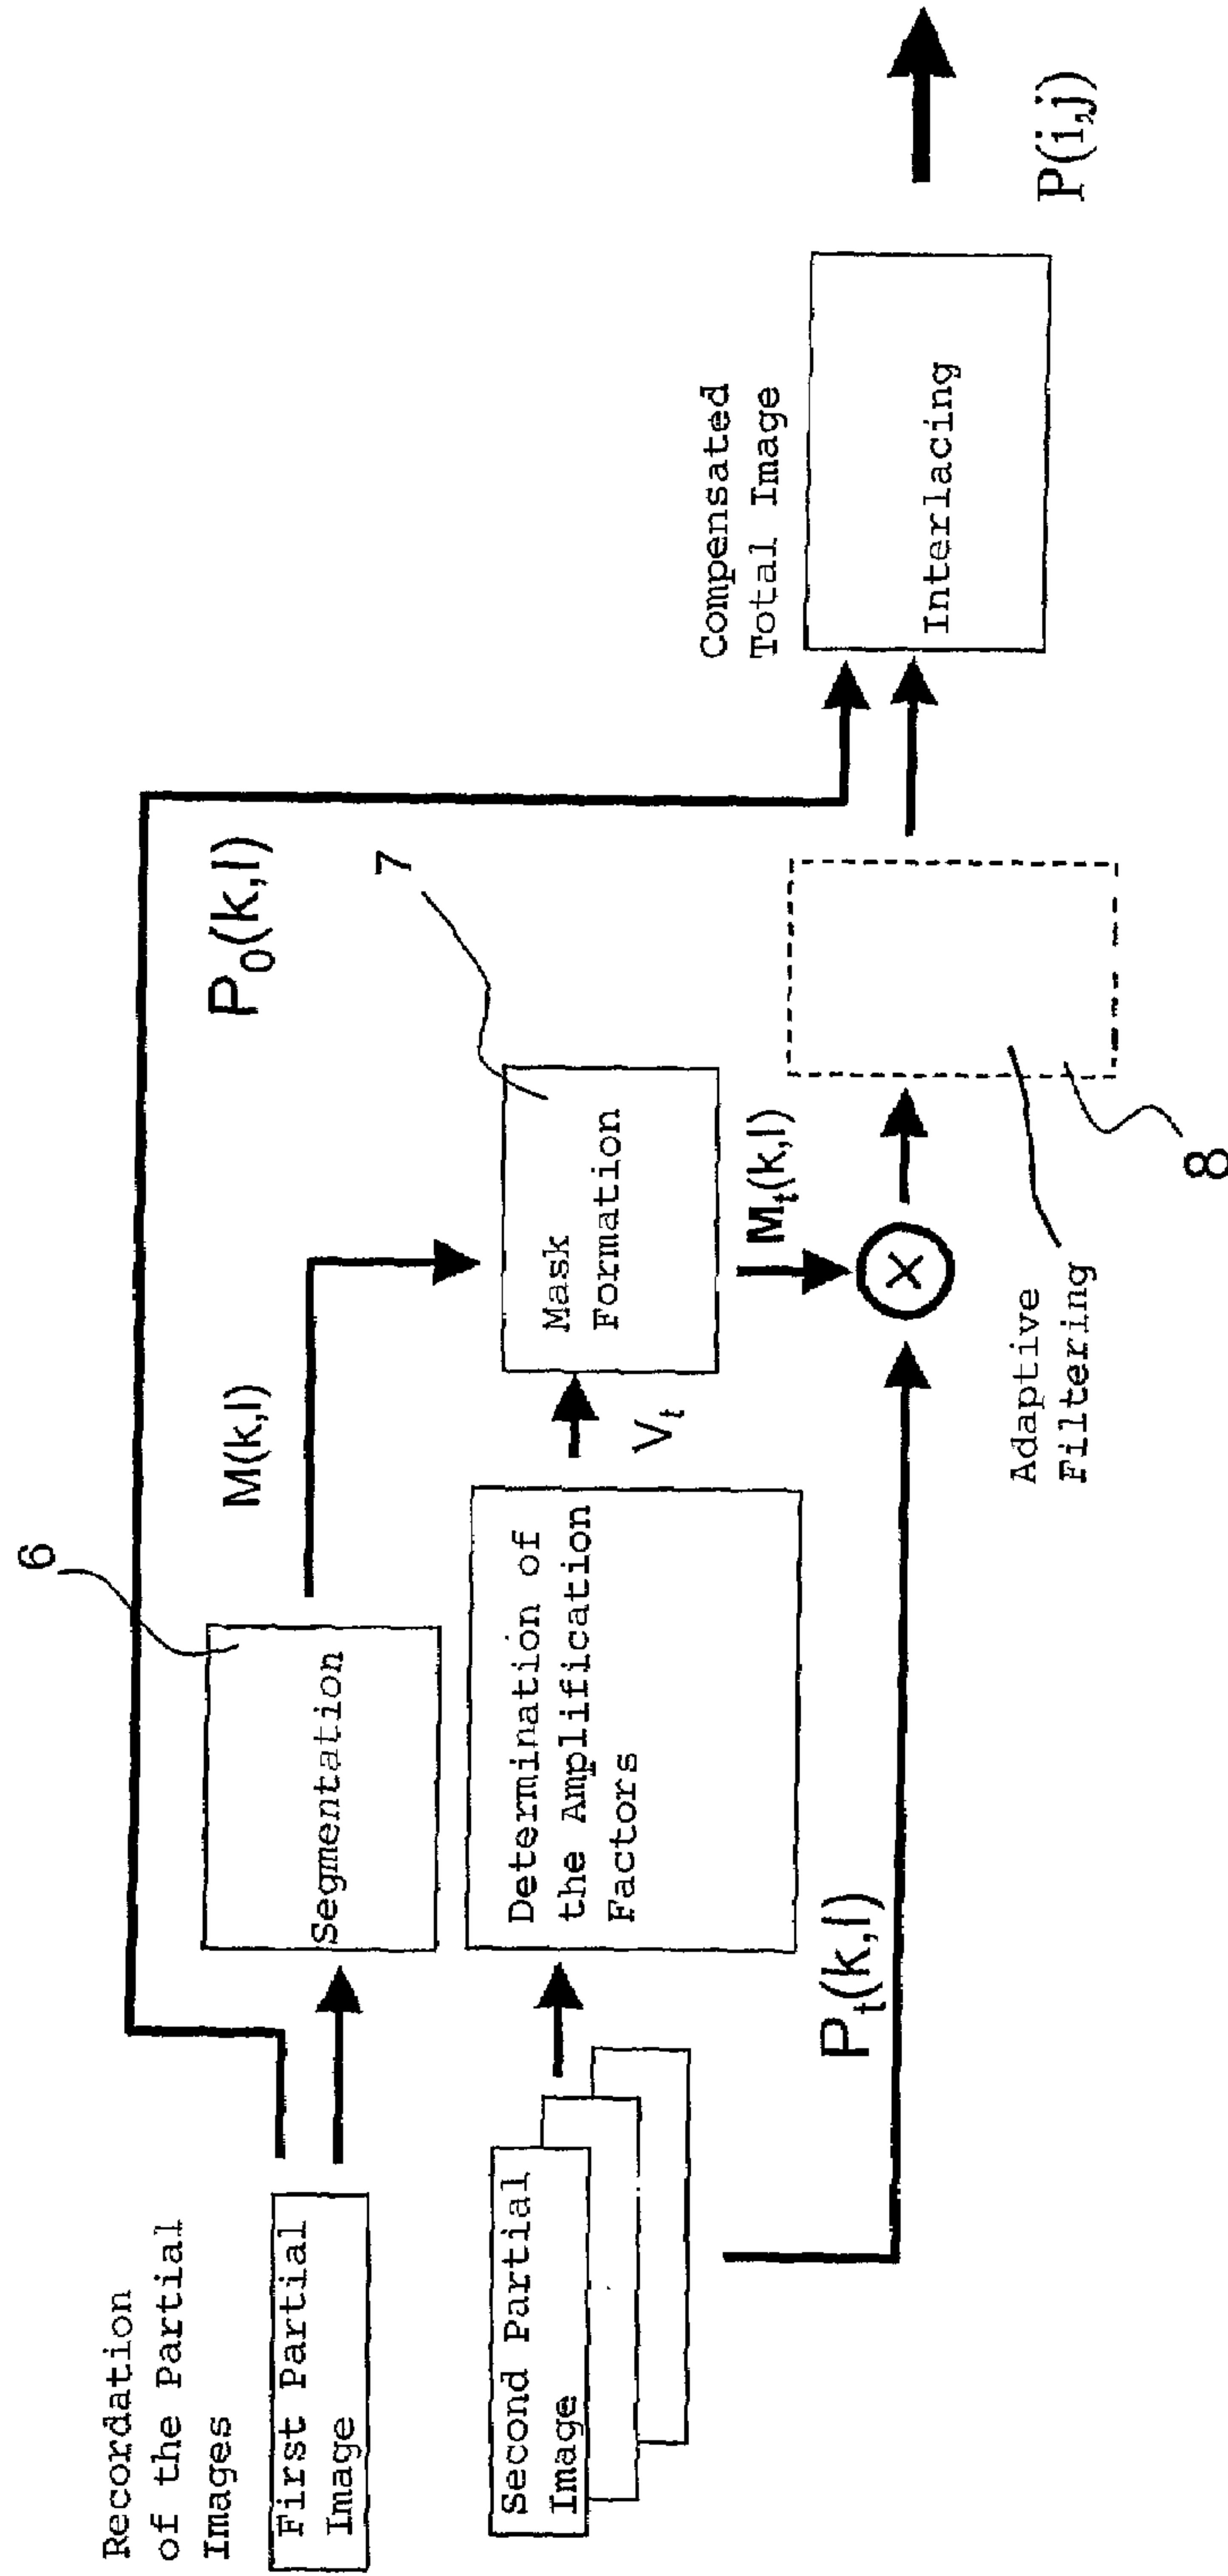 Recordation
of the Partial
Images
First Partial
Image
Second Partial
Image
6
Segmentation
M(k,l)
Determination of
the Amplification
Factors
V_t
P_0(k,l)
7
Mask
Formation
M_t(k,l)
P_t(k,l)
X
Adaptive
Filtering
8
Compensated
Total Image
Interlacing
P(i,j)